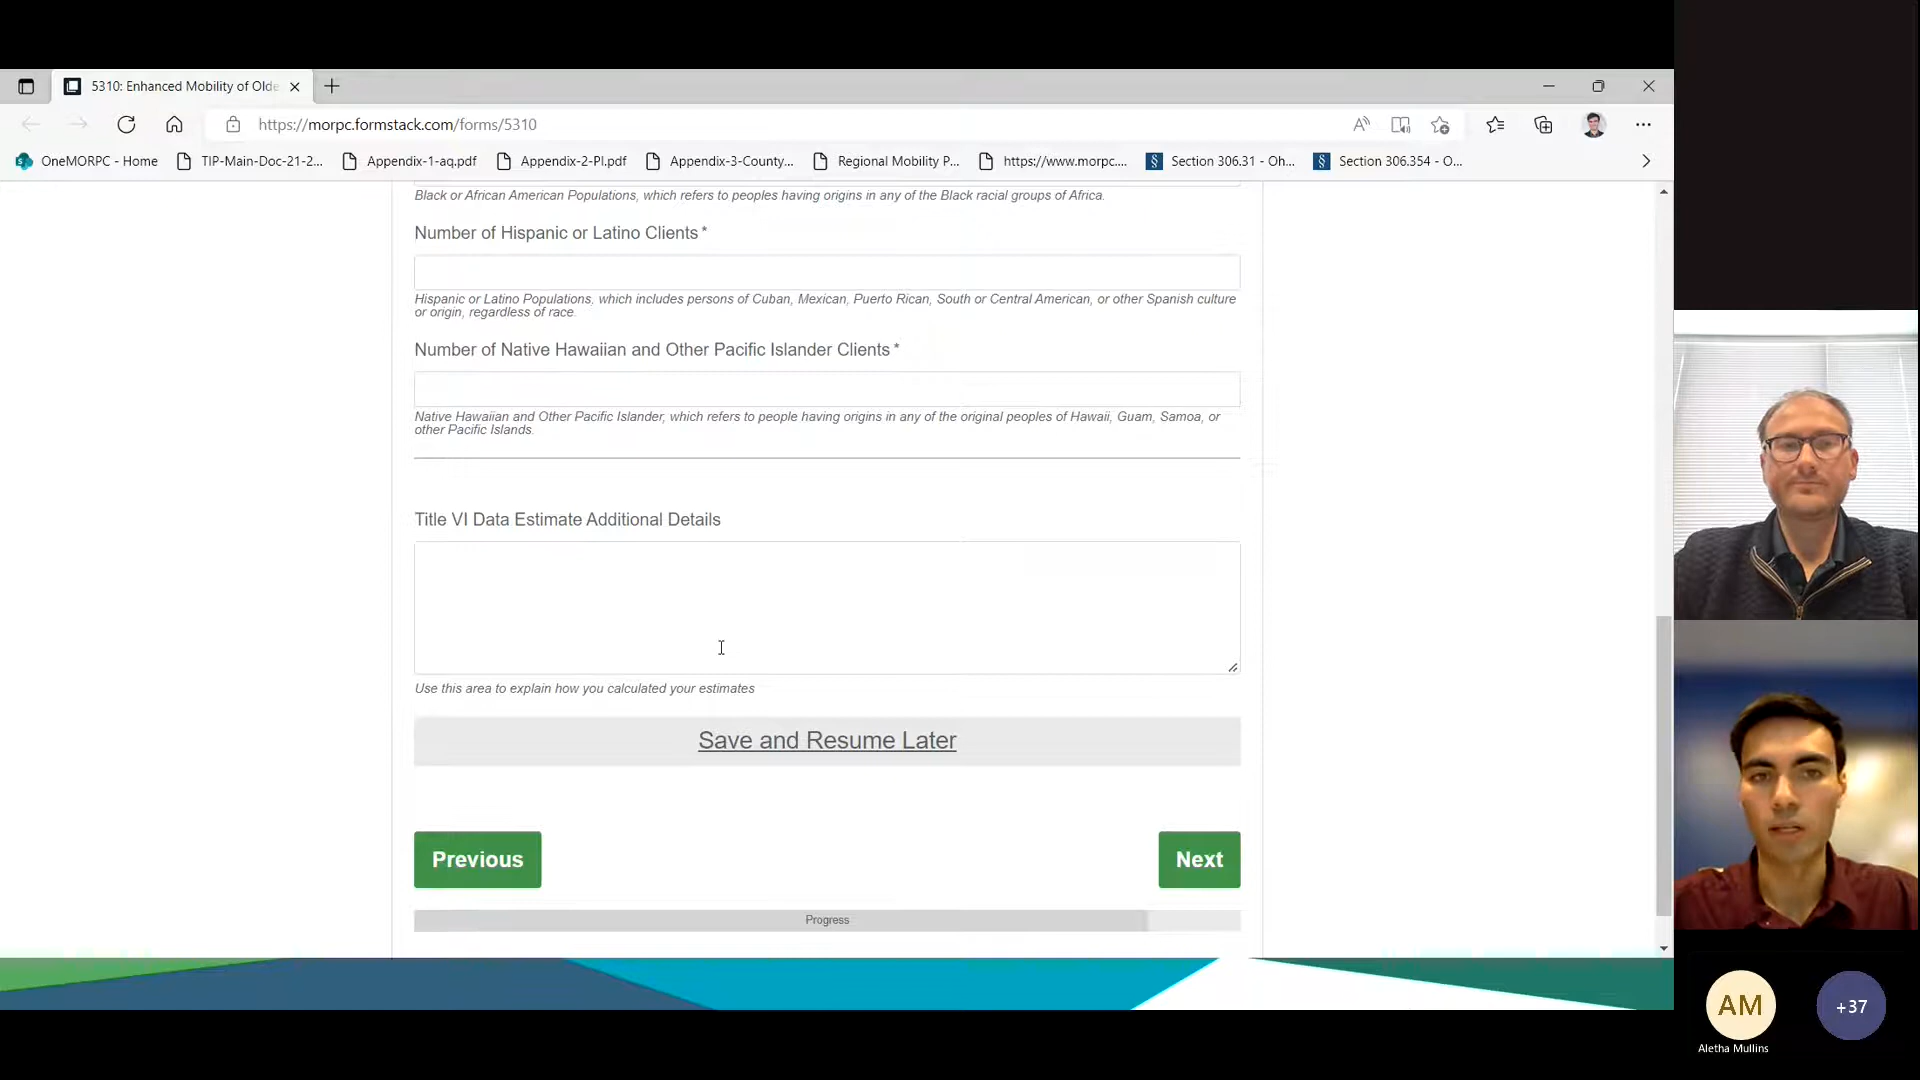 5310: Enhanced Mobility of Olde
https://morpc.formstack.com/forms/5310
OneMORPC - Home
TIP-Main-Doc-21-2...
Appendix-1-aq.pdf
Appendix-2-PI.pdf
Appendix-3-County...
Regional Mobility P...
https://www.morpc....
§ Section 306.31 - Oh...
§ Section 306.354 - O...
Black or African American Populations, which refers to peoples having origins in any of the Black racial groups of Africa.
Number of Hispanic or Latino Clients *
Hispanic or Latino Populations, which includes persons of Cuban, Mexican, Puerto Rican, South or Central American, or other Spanish culture
or origin, regardless of race.
Number of Native Hawaiian and Other Pacific Islander Clients *
Native Hawaiian and Other Pacific Islander, which refers to people having origins in any of the original peoples of Hawaii, Guam, Samoa, or
other Pacific Islands.
Title VI Data Estimate Additional Details
Use this area to explain how you calculated your estimates
Save and Resume Later
Previous
Next
Progress
AM
+37
Aletha Mullins